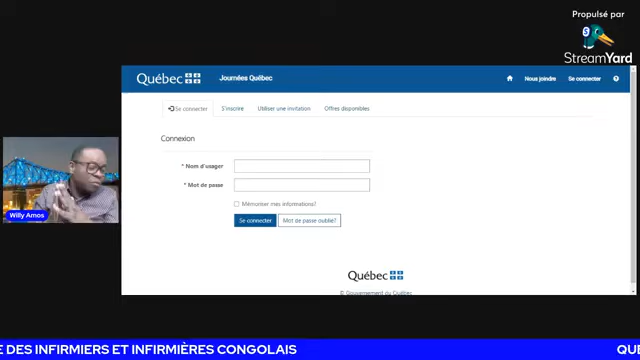 Propulsé par
StreamYard
Québec
Journées Québec
Nous joindre
Se connecter
Se connecter
S'inscrire
Utiliser une invitation
Offres disponibles
Connexion
* Nom d'usager
* Mot de passe
Mémoriser mes informations?
Se connecter
Mot de passe oublié?
Québec
© Gouvernement du Québec
Willy Amos
E DES INFIRMIERS ET INFIRMIÈRES CONGOLAIS
QUÉ